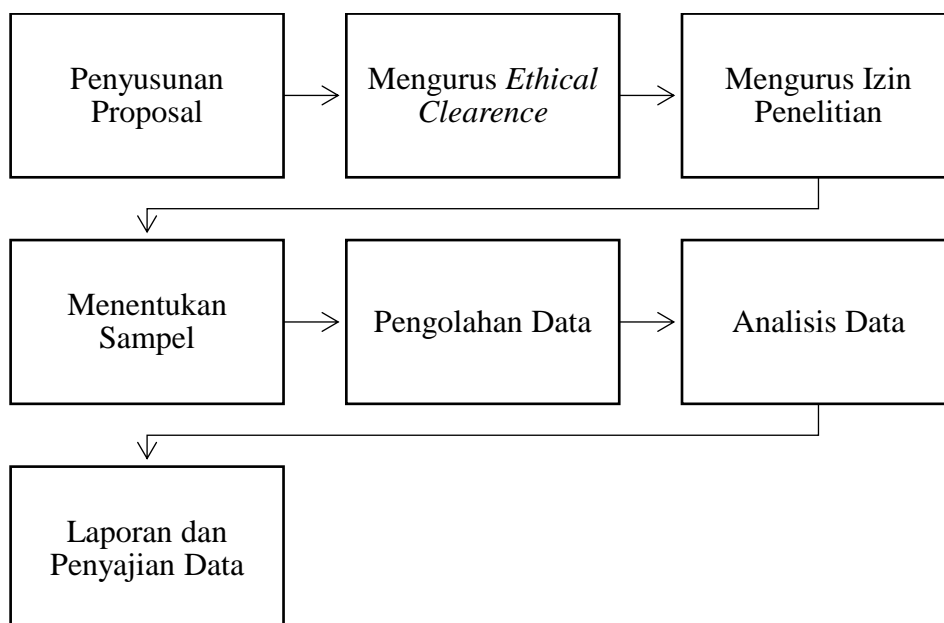 Penyusunan
Proposal
Mengurus Ethical
Clearence
Mengurus Izin
Penelitian
Menentukan
Sampel
Pengolahan Data
Analisis Data
Laporan dan
Penyajian Data